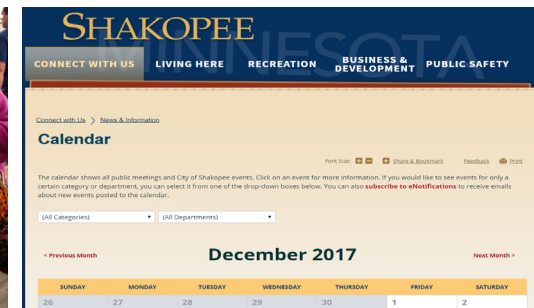 SHAKOPEE
MINNESOTA
CONNECT WITH US LIVING HERE RECREATION BUSINESS & DEVELOPMENT PUBLIC SAFETY
Connect with Us > News & Information
Calendar
Font Size: + - + Share & Bookmark Feedback Print
The calendar shows all public meetings and City of Shakopee events. Click on an event for more information. If you would like to see events for only a
certain category or department, you can select it from one of the drop-down boxes below. You can also subscribe to eNotifications to receive emails
about new events posted to the calendar.
(All Categories) (All Departments)
< Previous Month December 2017 Next Month >
SUNDAY MONDAY TUESDAY WEDNESDAY THURSDAY FRIDAY SATURDAY
26 27 28 29 30 1 2